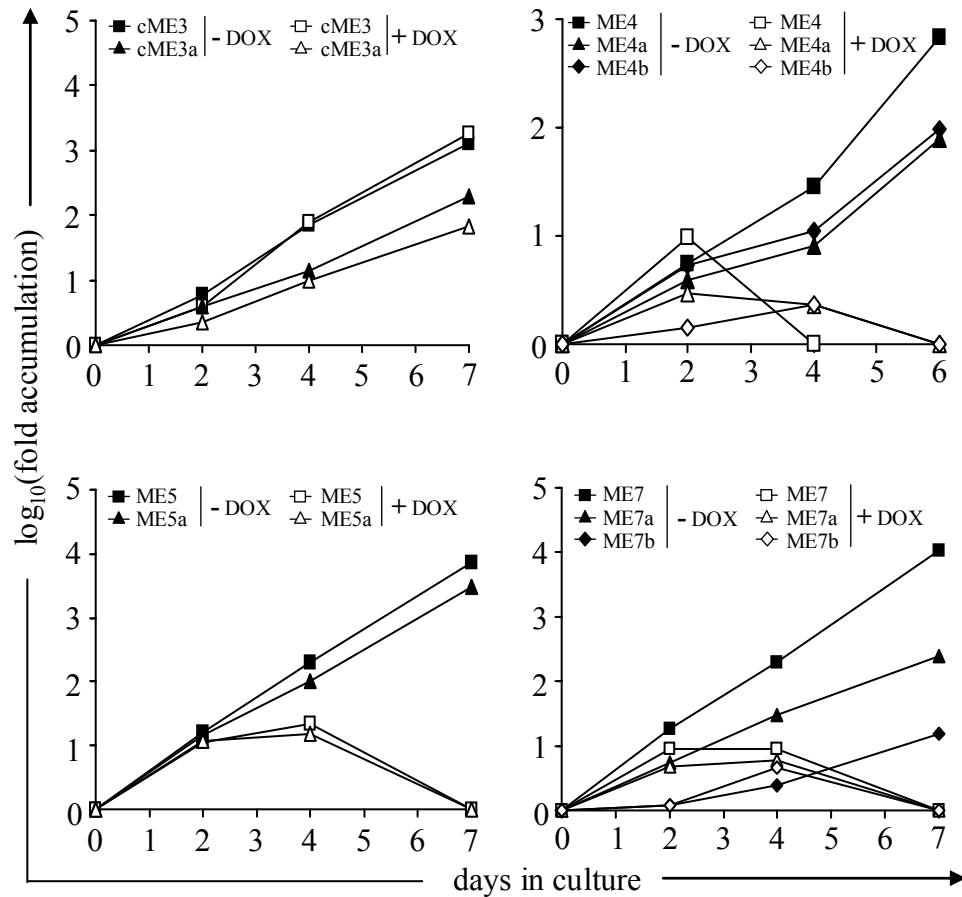 log10(fold accumulation)
5
4
3
2
1
0
0 1 2 3 4 5 6 7
cME3
cME3a
- DOX
cME3
cME3a
+ DOX
3
2
1
0
0 1 2 3 4 5 6
ME4
ME4a
ME4b
- DOX
ME4
ME4a
ME4b
+ DOX
5
4
3
2
1
0
0 1 2 3 4 5 6 7
ME5
ME5a
- DOX
ME5
ME5a
+ DOX
5
4
3
2
1
0
0 1 2 3 4 5 6 7
ME7
ME7a
ME7b
- DOX
ME7
ME7a
ME7b
+ DOX
days in culture